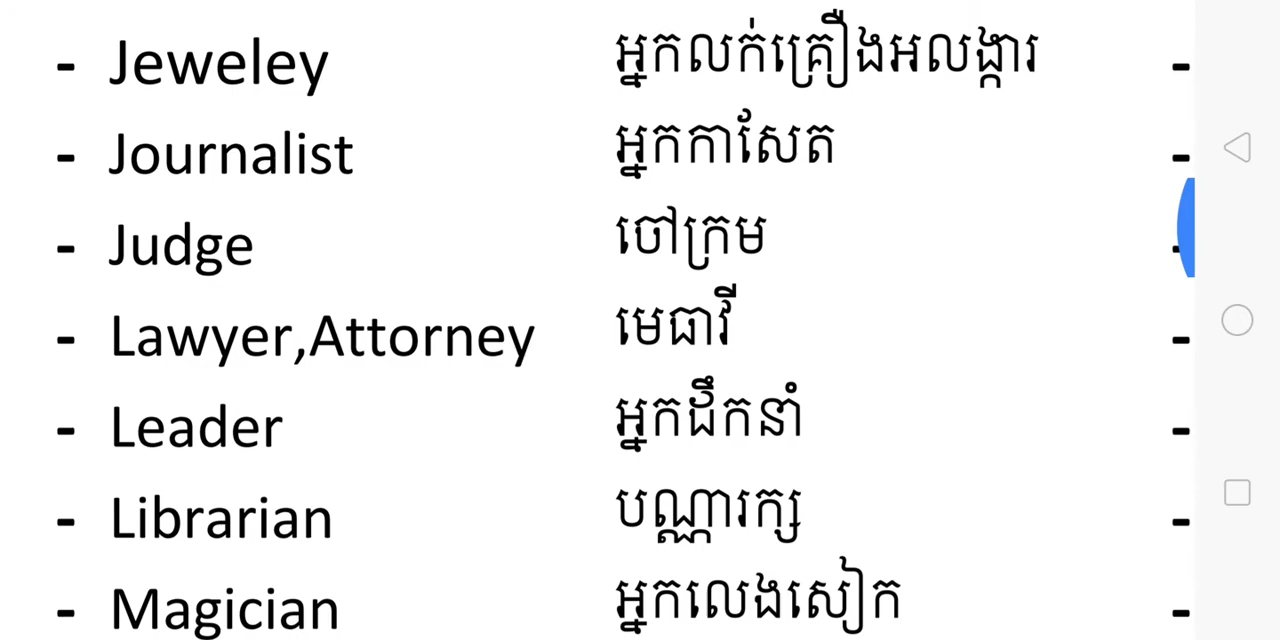 - Jeweley អ្នកលក់គ្រឿងអលង្ការ -
- Journalist អ្នកកាសែត -
- Judge ចៅក្រម -
- Lawyer,Attorney មេធាវី -
- Leader អ្នកដឹកនាំ -
- Librarian បណ្ណារក្ស -
- Magician អ្នកលេងសៀក -